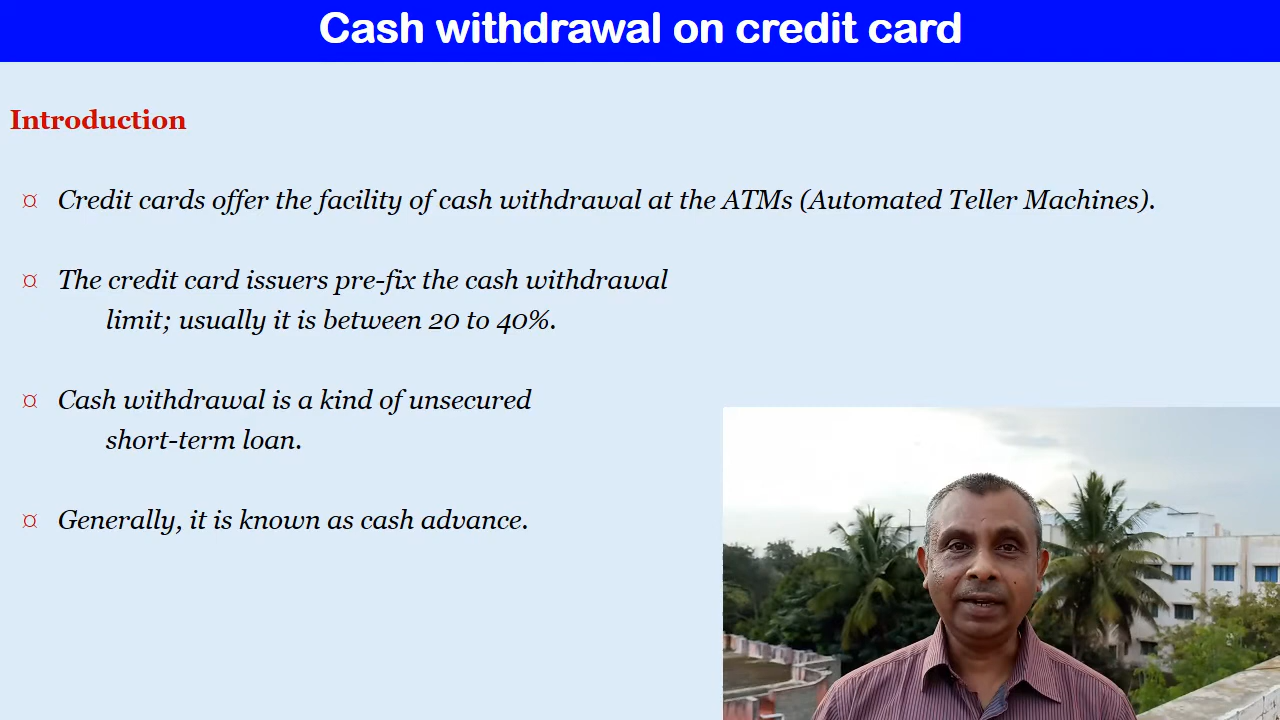 Cash withdrawal on credit card
Introduction
¤ Credit cards offer the facility of cash withdrawal at the ATMs (Automated Teller Machines).
¤ The credit card issuers pre-fix the cash withdrawal
limit; usually it is between 20 to 40%.
¤ Cash withdrawal is a kind of unsecured
short-term loan.
¤ Generally, it is known as cash advance.